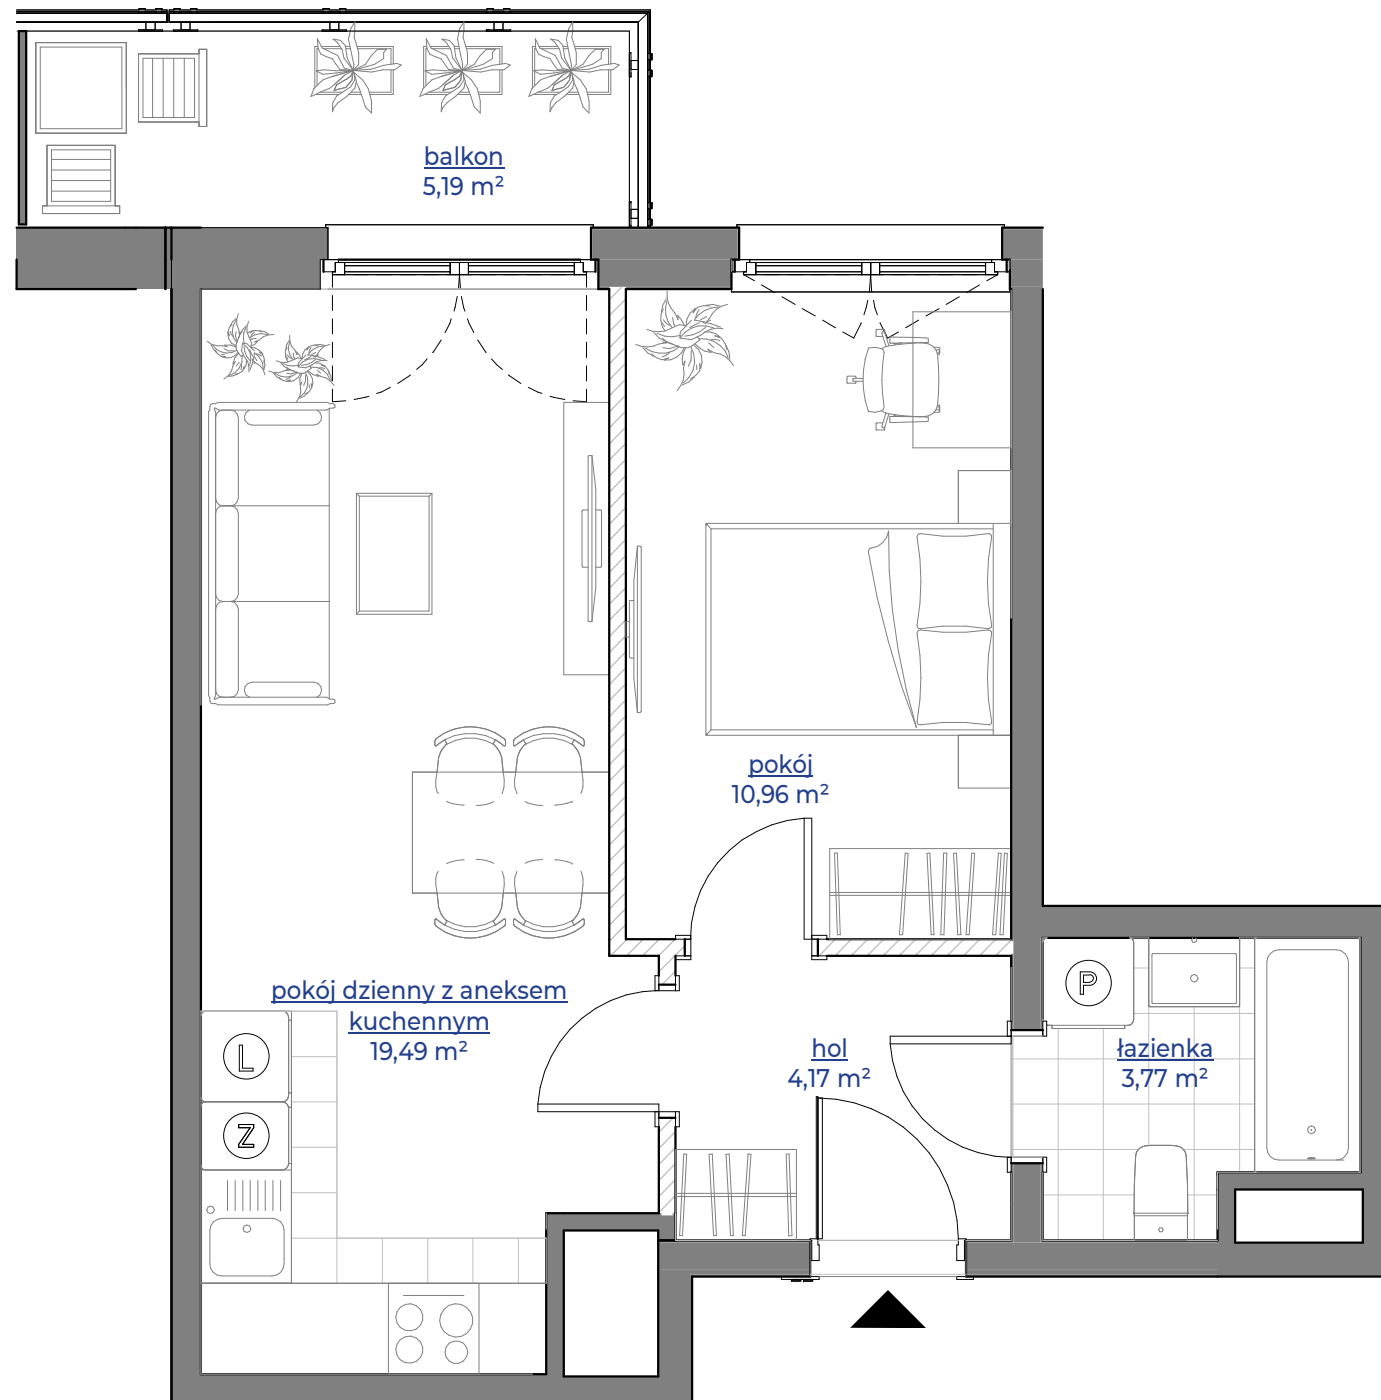 balkon
5,19 m²
pokój
10,96 m²
pokój dzienny z aneksem
kuchennym
19,49 m²
L
Z
hol
4,17 m²
P
łazienka
3,77 m²